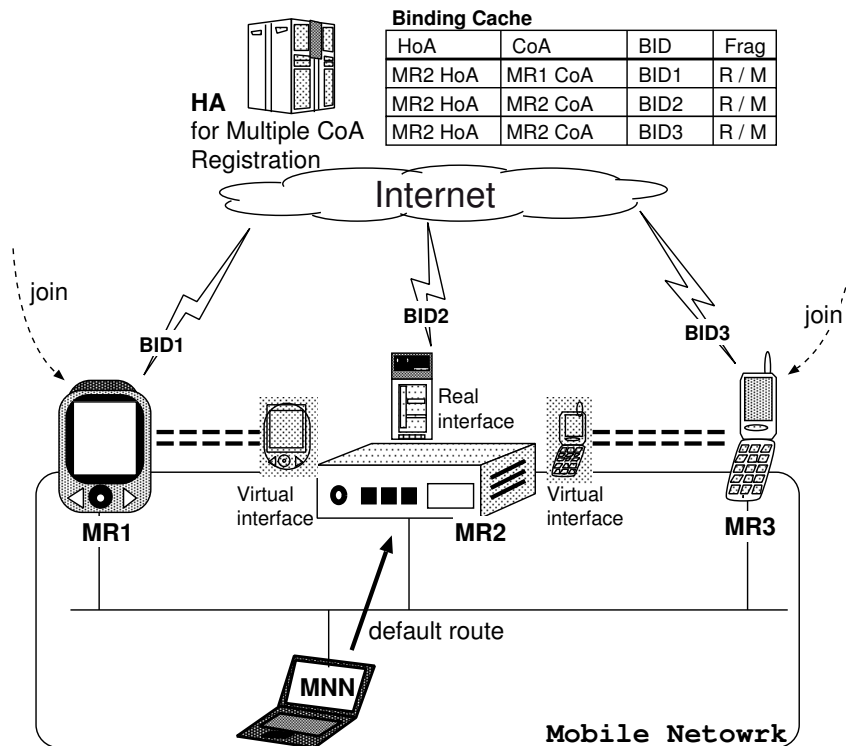 Binding Cache
HoA CoA BID Frag
MR2 HoA MR1 CoA BID1 R / M
MR2 HoA MR2 CoA BID2 R / M
MR2 HoA MR2 CoA BID3 R / M
HA
for Multiple CoA
Registration
Internet
join
join
BID1
BID2
BID3
Real
interface
Virtual
interface
Virtual
interface
MR1
MR2
MR3
default route
MNN
Mobile Netowrk